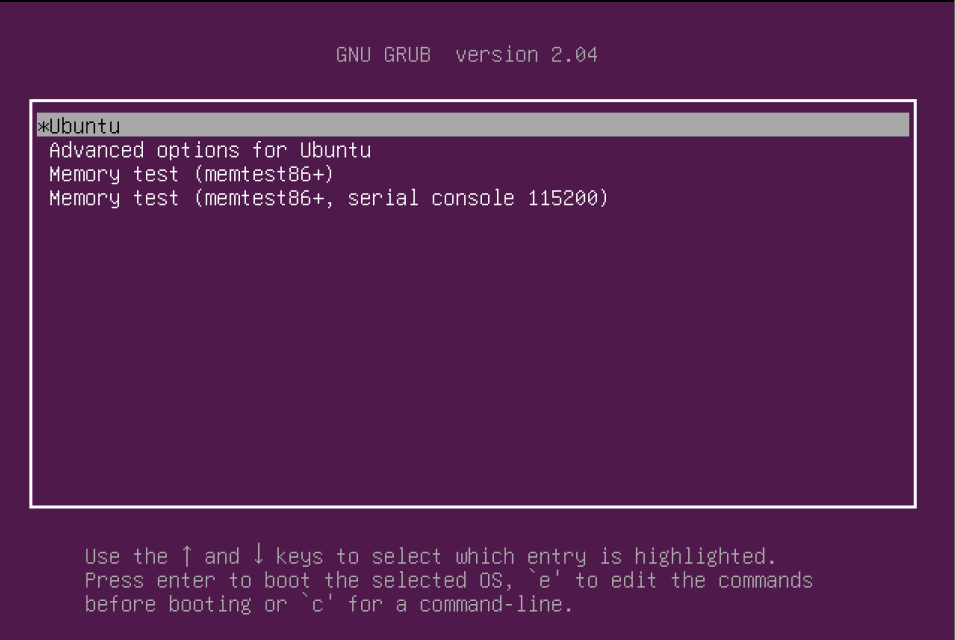 GNU GRUB  version 2.04
*Ubuntu
Advanced options for Ubuntu
Memory test (memtest86+)
Memory test (memtest86+, serial console 115200)
Use the ↑ and ↓ keys to select which entry is highlighted.
Press enter to boot the selected OS, `e' to edit the commands
before booting or `c' for a command-line.